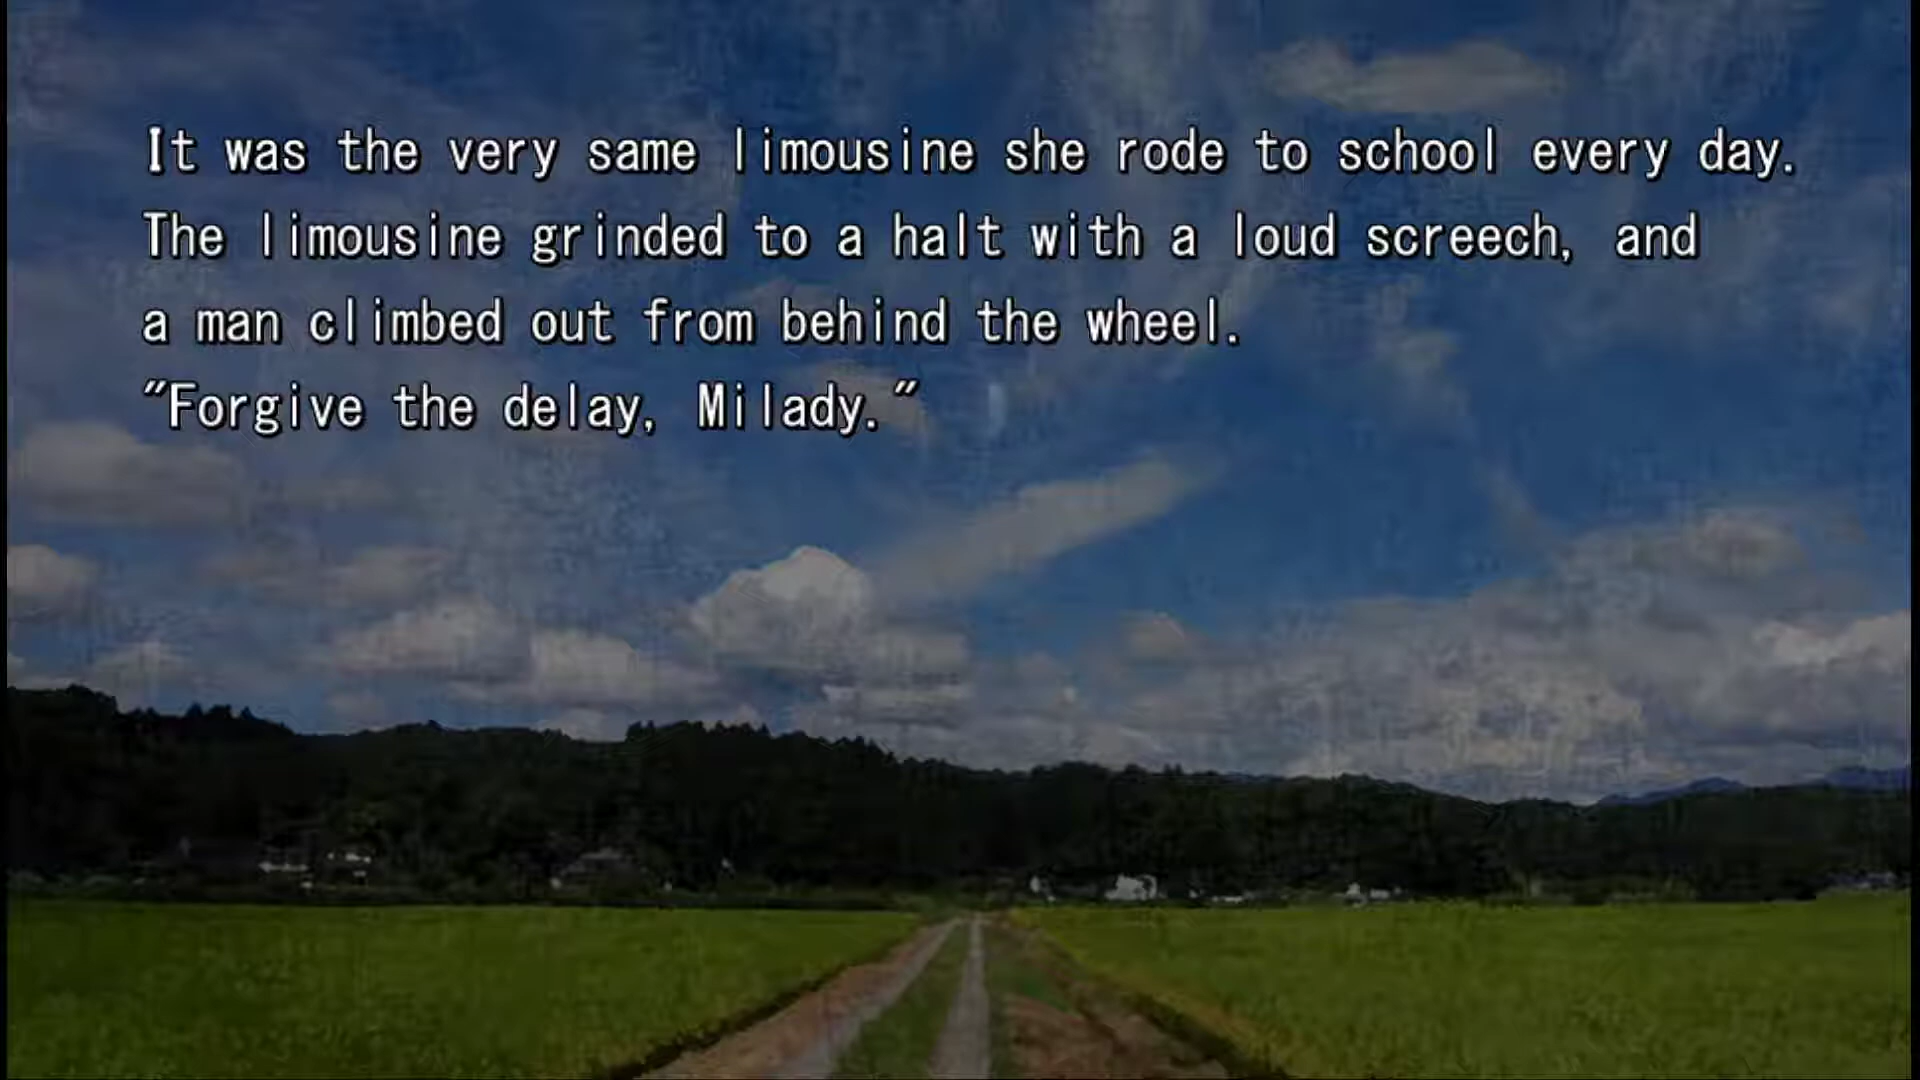 It was the very same limousine she rode to school every day.
The limousine grinded to a halt with a loud screech, and
a man climbed out from behind the wheel.
"Forgive the delay, Milady."